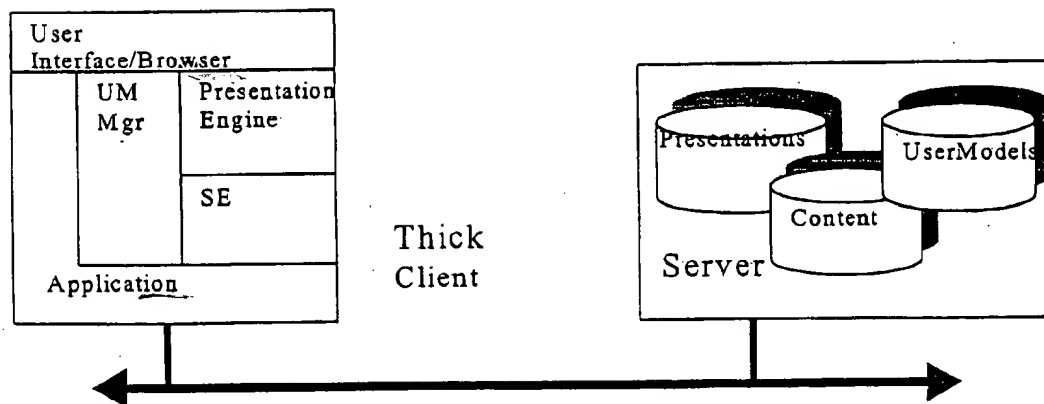 User
Interface/Browser
UM
Mgr
Presentation
Engine
SE
Application
Thick
Client
Presentations
UserModels
Content
Server